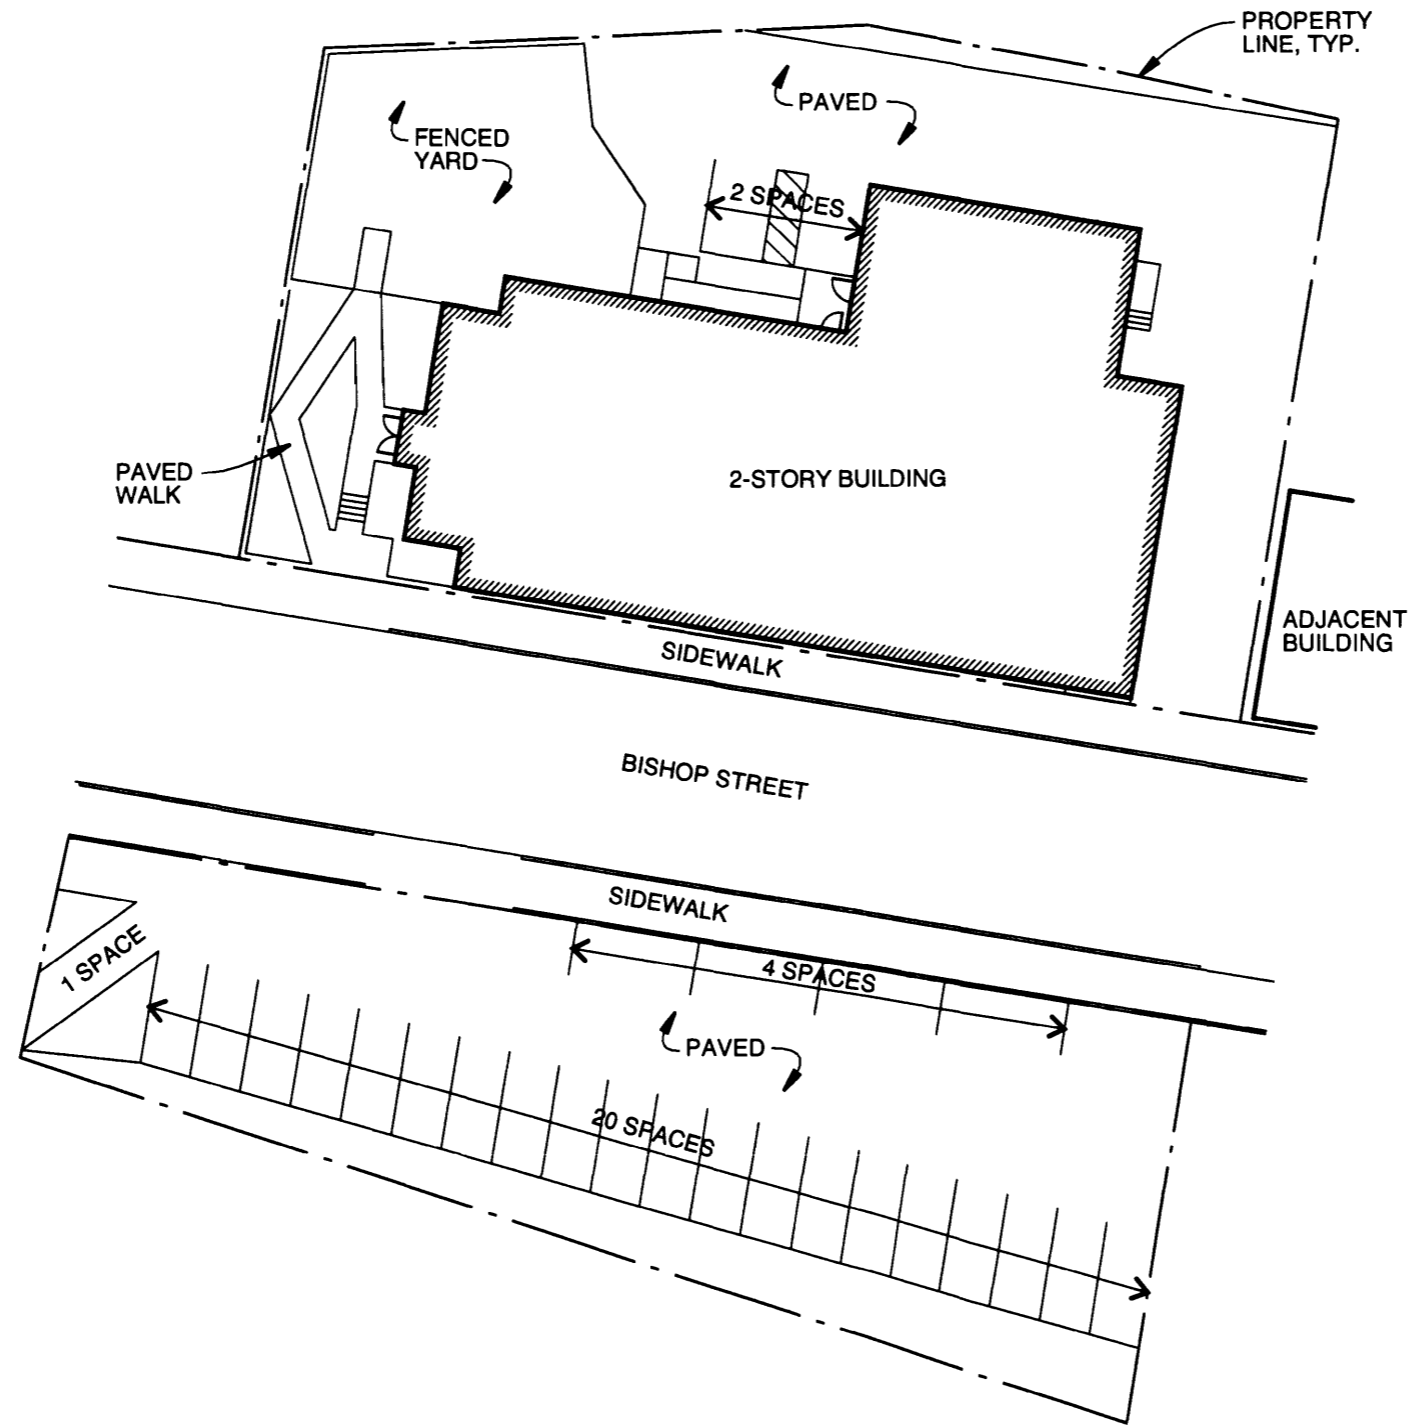 PROPERTY
LINE, TYP.
PAVED
FENCED
YARD
2 SPACES
PAVED
WALK
2-STORY BUILDING
ADJACENT
BUILDING
SIDEWALK
BISHOP STREET
SIDEWALK
1 SPACE
4 SPACES
PAVED
20 SPACES